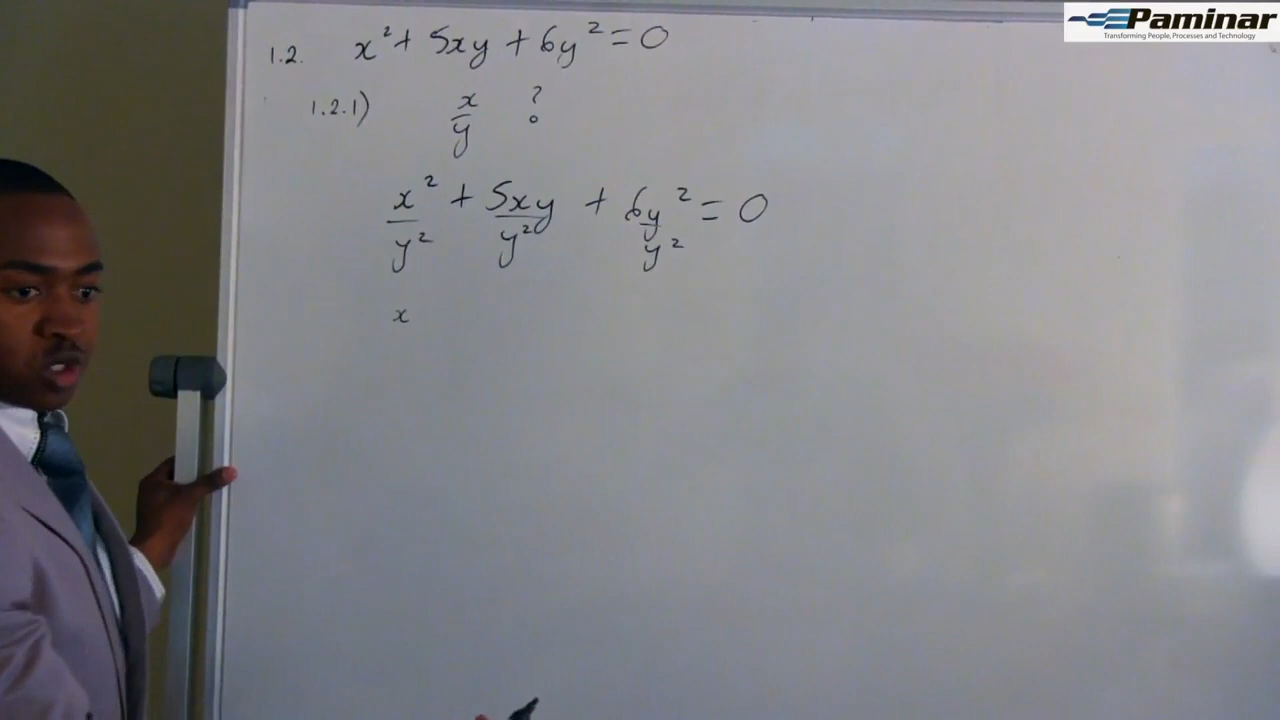 Paminar
Transforming People, Processes and Technology
1.2. x² + 5xy + 6y² = 0
1.2.1) x/y ?
x²/y² + 5xy/y² + 6y²/y² = 0
x